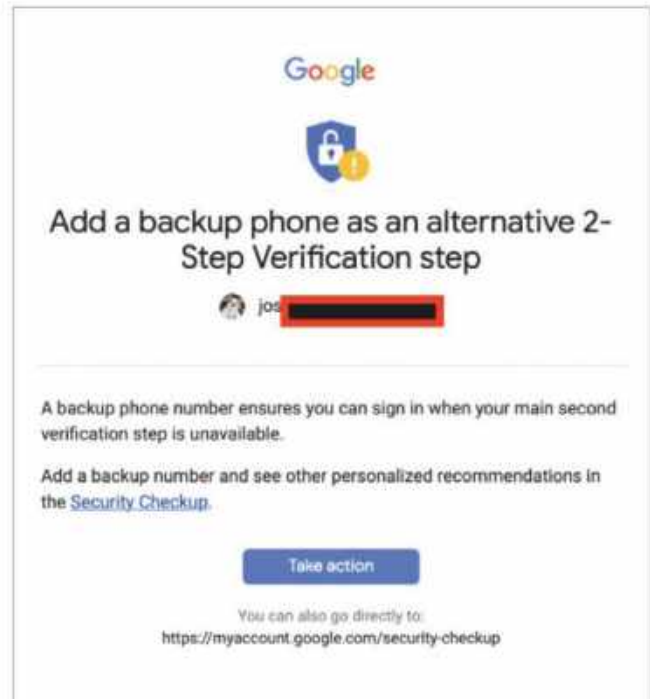 Google
Add a backup phone as an alternative 2-
Step Verification step
jos
A backup phone number ensures you can sign in when your main second
verification step is unavailable.
Add a backup number and see other personalized recommendations in
the Security Checkup.
Take action
You can also go directly to:
https://myaccount.google.com/security-checkup